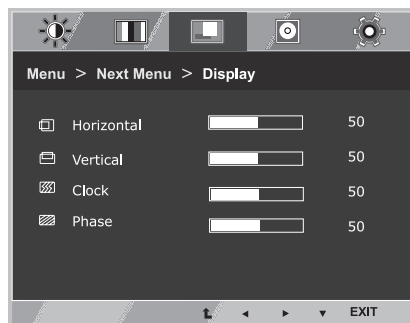 Menu > Next Menu > Display
Horizontal 50
Vertical 50
Clock 50
Phase 50
EXIT